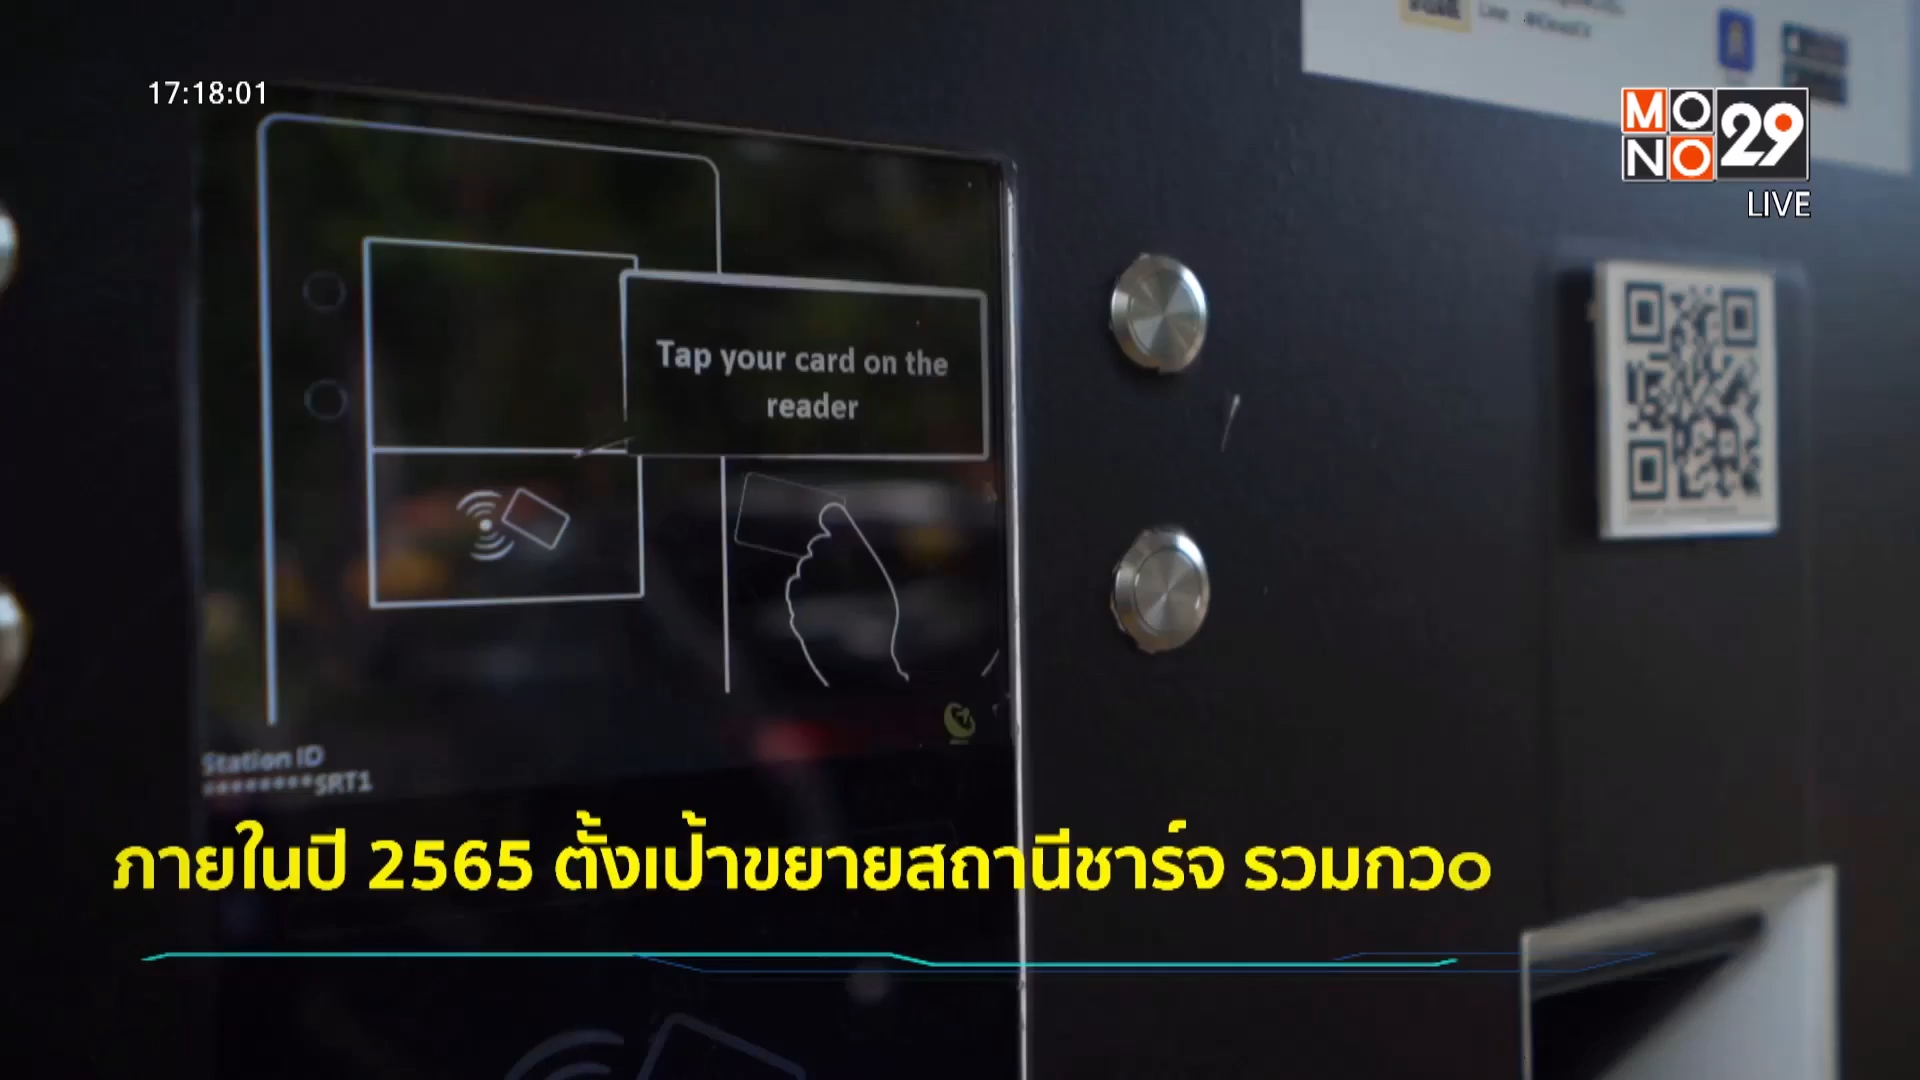 17:18:01
MONO 29
LIVE
Tap your card on the
reader
Station ID
********SRT1
ภายในปี 2565 ตั้งเป้าขยายสถานีชาร์จ รวมกว